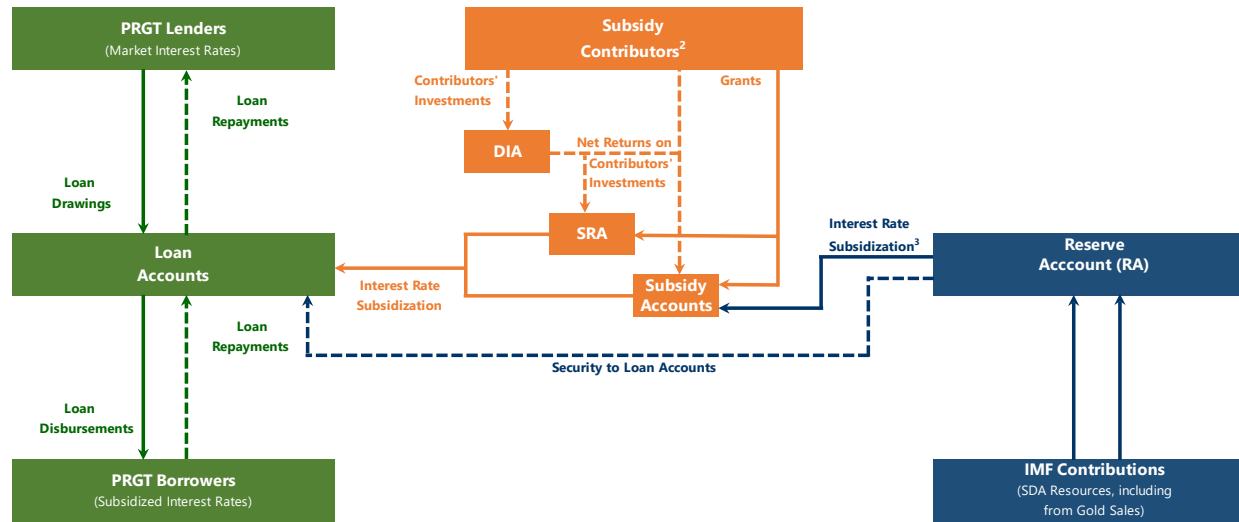 PRGT Lenders
(Market Interest Rates)
Subsidy
Contributors²
Loan
Repayments
Contributors'
Investments
Grants
DIA
Net Returns on
Contributors'
Investments
Loan
Drawings
SRA
Loan
Accounts
Interest Rate
Subsidization
Subsidy
Accounts
Interest Rate
Subsidization³
Reserve
Acccount (RA)
Loan
Repayments
Security to Loan Accounts
Loan
Disbursements
PRGT Borrowers
(Subsidized Interest Rates)
IMF Contributions
(SDA Resources, including
from Gold Sales)